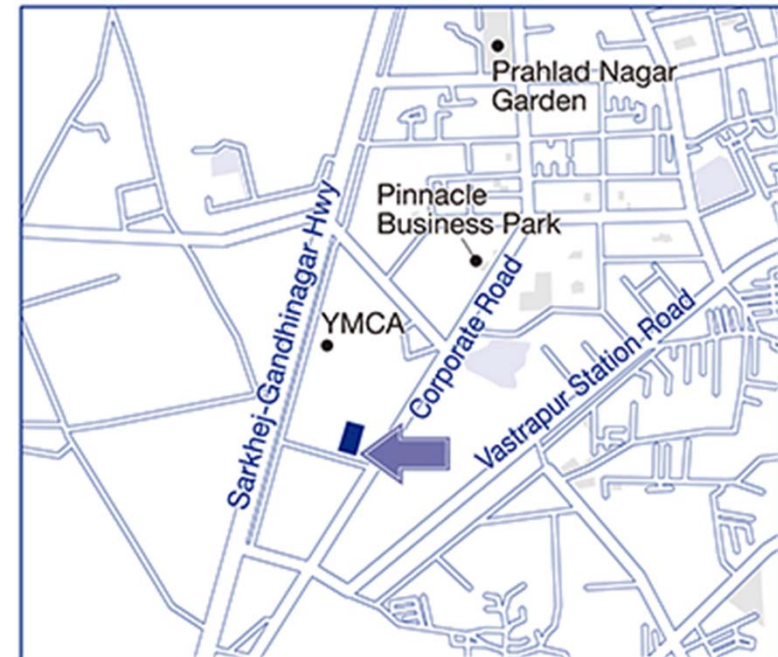 Prahlad Nagar
Garden
Pinnacle
Business Park
Sarkhej-Gandhinagar Hwy
YMCA
Corporate Road
Vastrapur Station Road